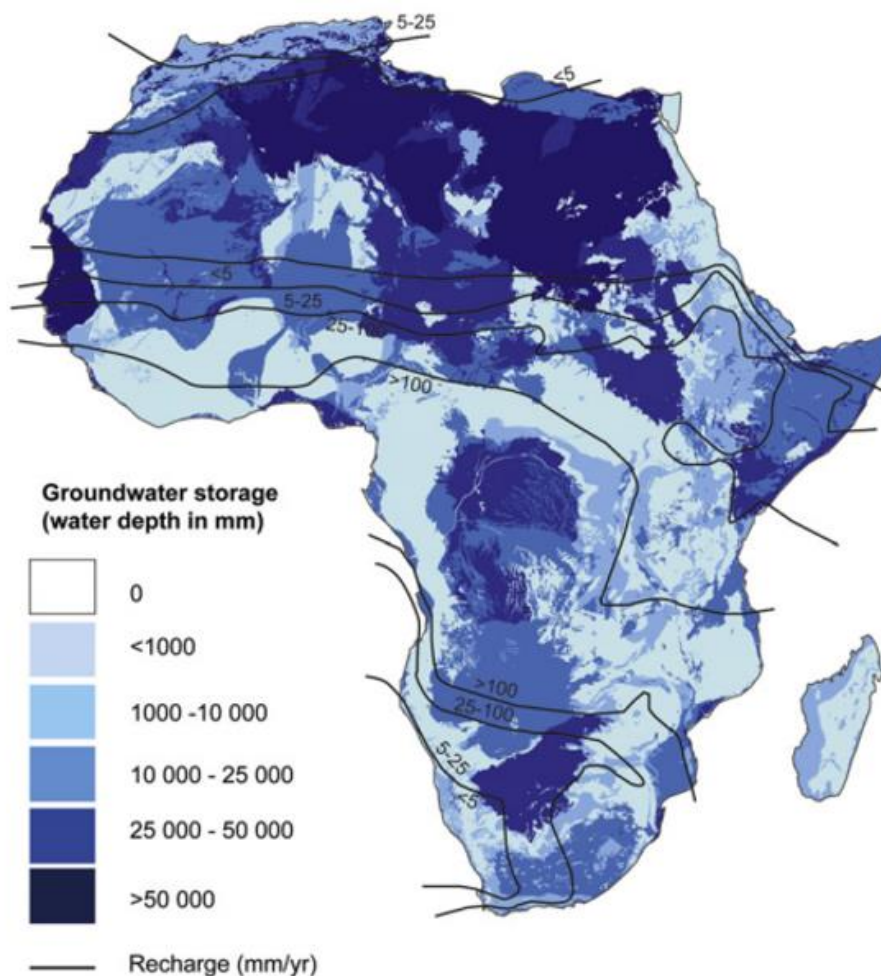 5-25
<5
<5
5-25
25-100
>100
>100
25-100
5-25
<5
Groundwater storage
(water depth in mm)
0
<1000
1000 -10 000
10 000 - 25 000
25 000 - 50 000
>50 000
Recharge (mm/yr)